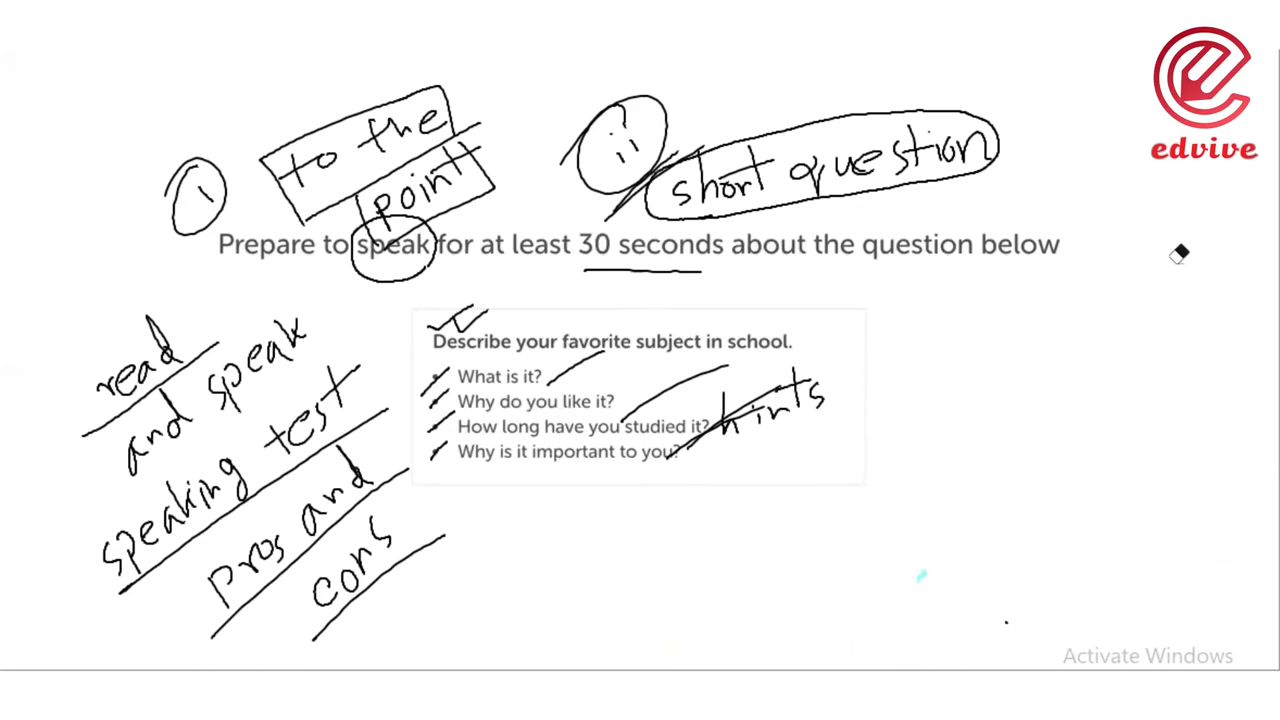 edvive
1
to the
point
ii
short question
Prepare to speak for at least 30 seconds about the question below
Describe your favorite subject in school.
What is it?
Why do you like it?
How long have you studied it?
Why is it important to you?
hints
read
and speak
speaking test
pros and
cons
Activate Windows